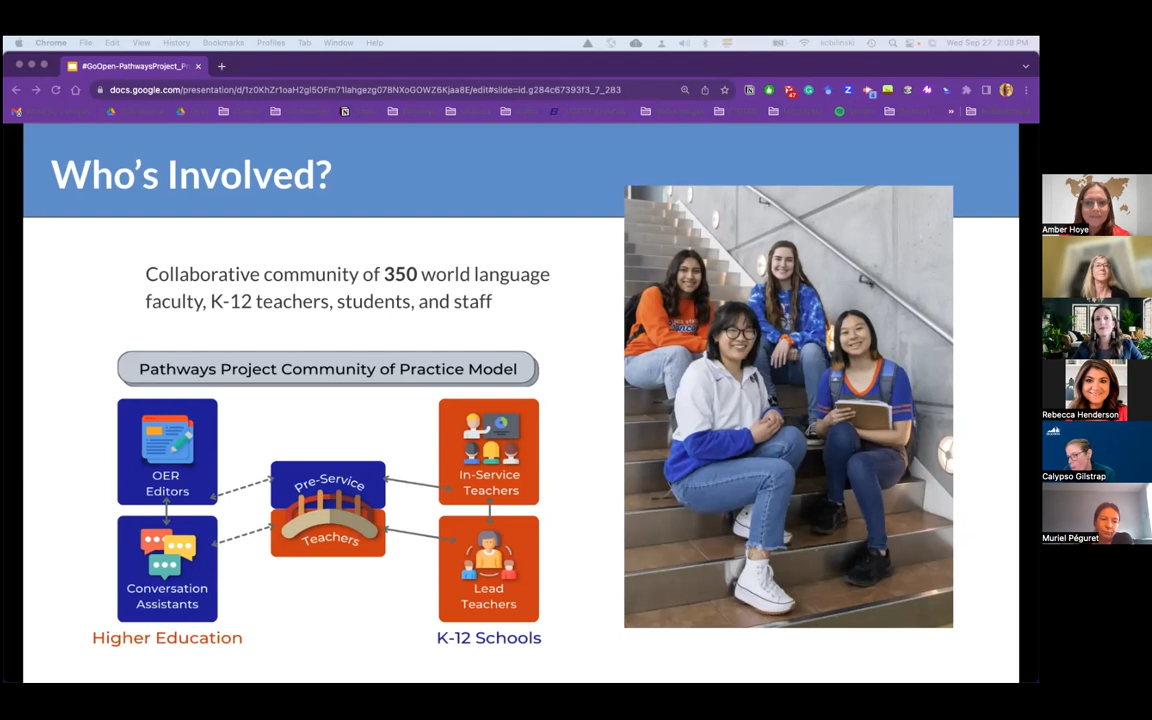 Chrome File Edit View History Bookmarks Profiles Tab Window Help
kcbilinski Wed Sep 27 2:08 PM
#GoOpen-PathwaysProject_Pr
docs.google.com/presentation/d/1z0KhZr1oaH2gl5OFm71lahgezg078NXoGOWZ6Kjaa8E/edit#slide=id.g284c67393f3_7_283
Who's Involved?
Collaborative community of 350 world language
faculty, K-12 teachers, students, and staff
Pathways Project Community of Practice Model
OER
Editors
Conversation
Assistants
Higher Education
Pre-Service
Teachers
In-Service
Teachers
Lead
Teachers
K-12 Schools
Amber Hoye
Rebecca Henderson
Calypso Gilstrap
Muriel Péguret